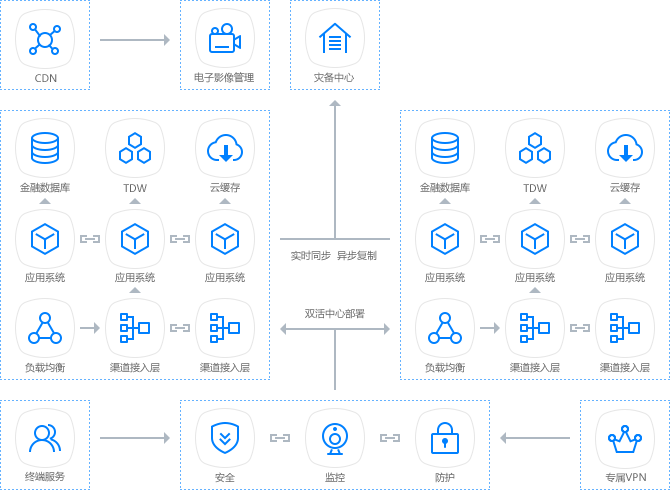 CDN
电子影像管理
灾备中心
金融数据库
TDW
云缓存
金融数据库
TDW
云缓存
实时同步 异步复制
应用系统
应用系统
应用系统
应用系统
应用系统
应用系统
双活中心部署
负载均衡
渠道接入层
渠道接入层
负载均衡
渠道接入层
渠道接入层
终端服务
安全
监控
防护
专属VPN